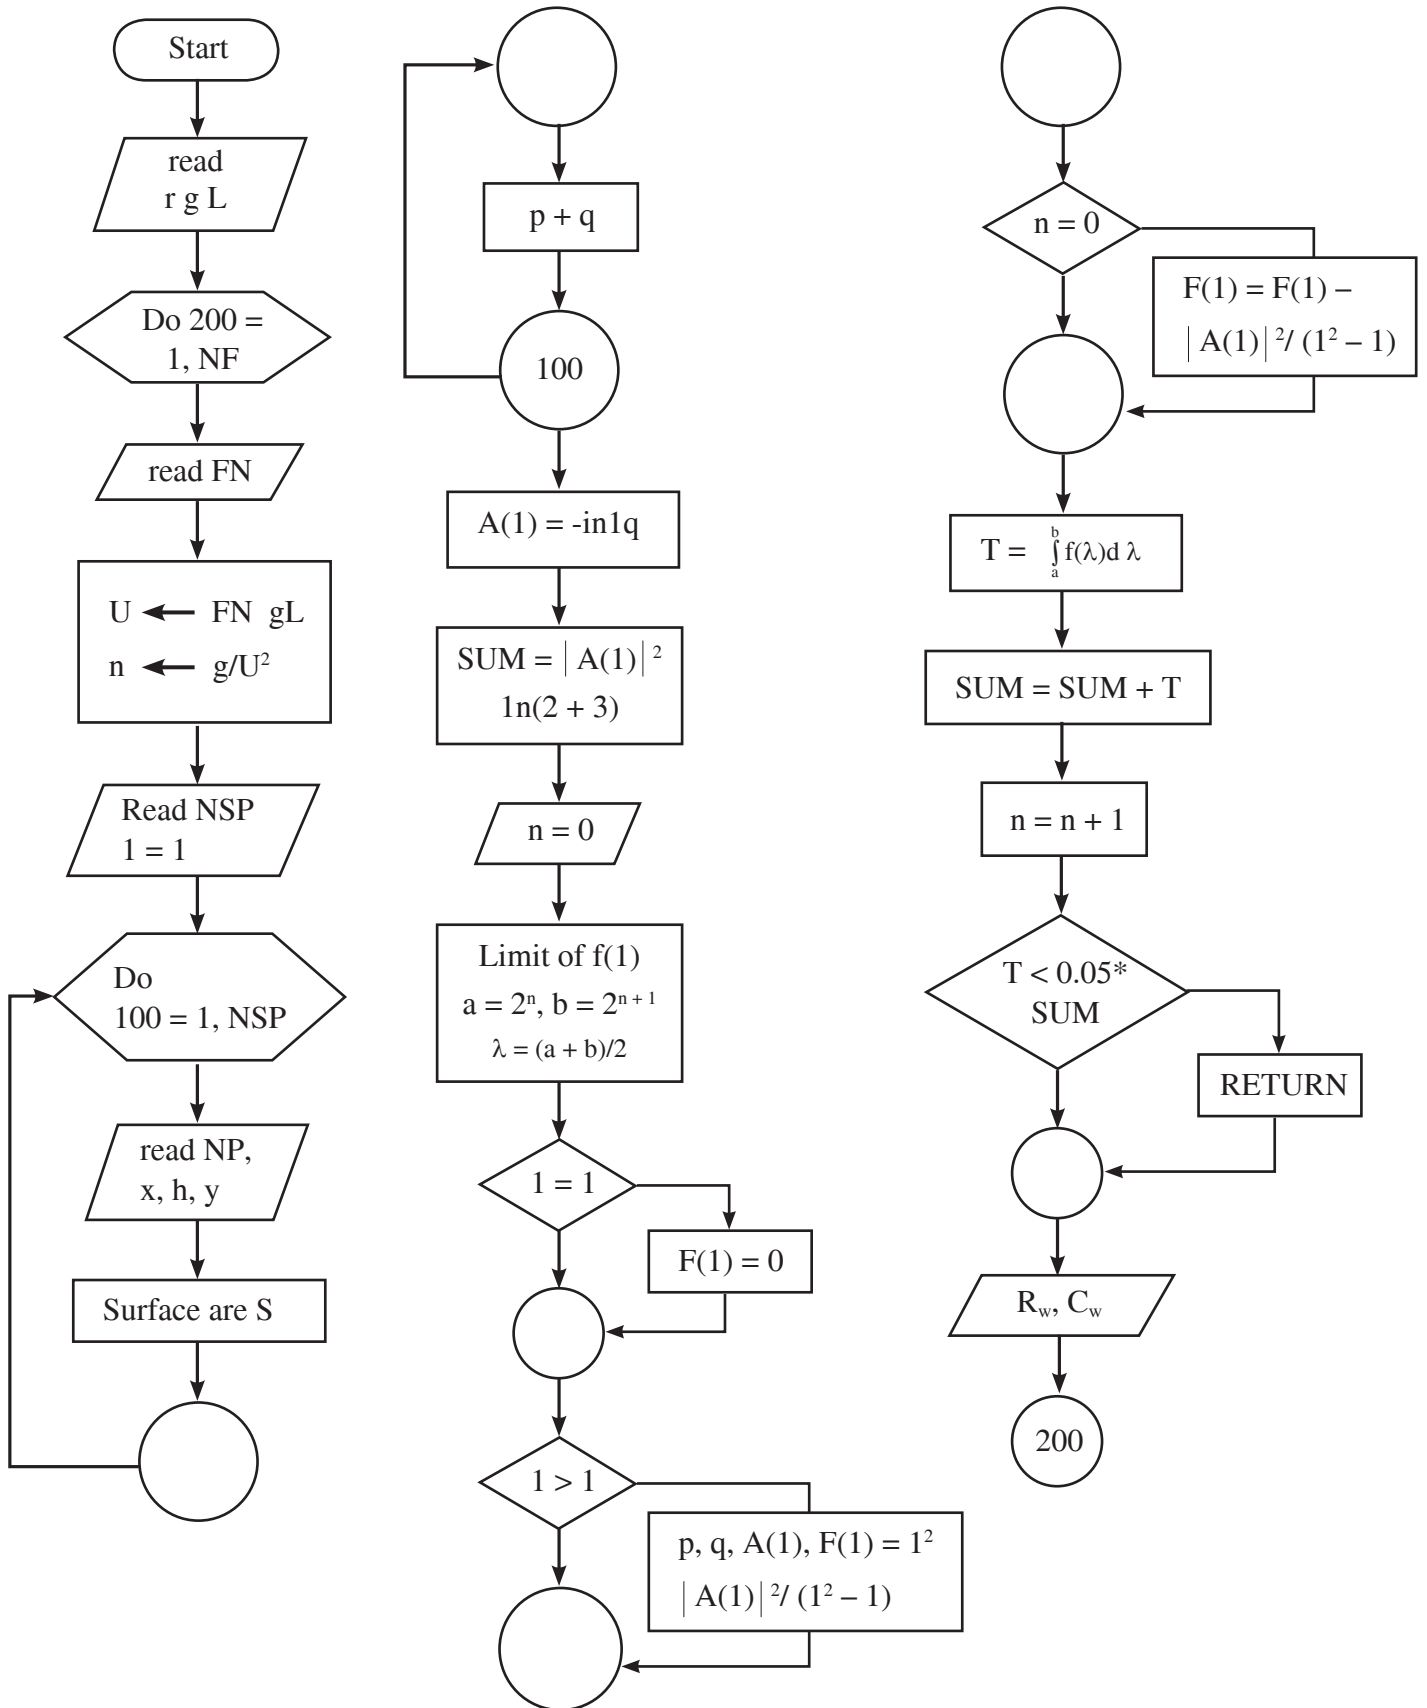 Start
read
r g L
Do 200 =
1, NF
read FN
U ← FN gL
n ← g/U²
Read NSP
1 = 1
Do
100 = 1, NSP
read NP,
x, h, y
Surface are S
p + q
100
A(1) = -in1q
SUM = | A(1) | ²
1n(2 + 3)
n = 0
Limit of f(1)
a = 2ⁿ, b = 2ⁿ⁺¹
λ = (a + b)/2
1 = 1
F(1) = 0
1 > 1
p, q, A(1), F(1) = 1²
| A(1) | ²/ (1² – 1)
n = 0
F(1) = F(1) –
| A(1) | ²/ (1² – 1)
b
T = ∫ f(λ)d λ
a
SUM = SUM + T
n = n + 1
T < 0.05*
SUM
RETURN
R_w, C_w
200